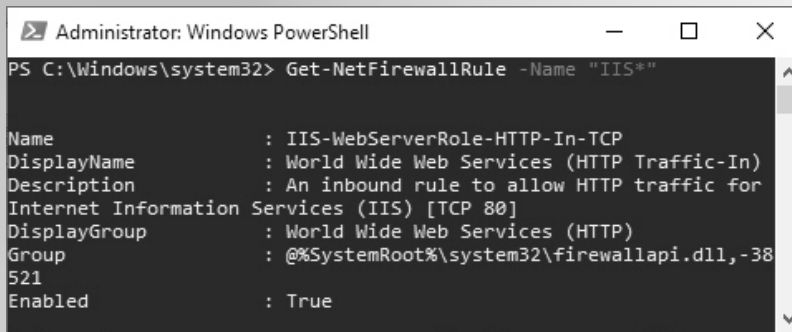 Administrator: Windows PowerShell
PS C:\Windows\system32> Get-NetFirewallRule -Name "IIS*"
Name                   : IIS-WebServerRole-HTTP-In-TCP
DisplayName            : World Wide Web Services (HTTP Traffic-In)
Description            : An inbound rule to allow HTTP traffic for
Internet Information Services (IIS) [TCP 80]
DisplayGroup           : World Wide Web Services (HTTP)
Group                  : @%SystemRoot%\system32\firewallapi.dll,-38
521
Enabled                : True